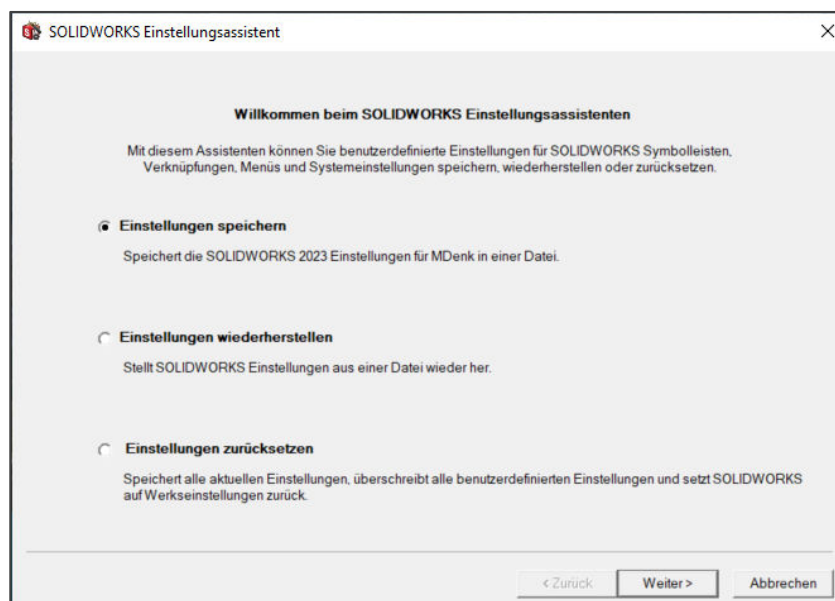 SOLIDWORKS Einstellungsassistent
Willkommen beim SOLIDWORKS Einstellungsassistenten
Mit diesem Assistenten können Sie benutzerdefinierte Einstellungen für SOLIDWORKS Symbolleisten,
Verknüpfungen, Menüs und Systemeinstellungen speichern, wiederherstellen oder zurücksetzen.
Einstellungen speichern
Speichert die SOLIDWORKS 2023 Einstellungen für MDenk in einer Datei.
Einstellungen wiederherstellen
Stellt SOLIDWORKS Einstellungen aus einer Datei wieder her.
Einstellungen zurücksetzen
Speichert alle aktuellen Einstellungen, überschreibt alle benutzerdefinierten Einstellungen und setzt SOLIDWORKS
auf Werkseinstellungen zurück.
< Zurück Weiter > Abbrechen